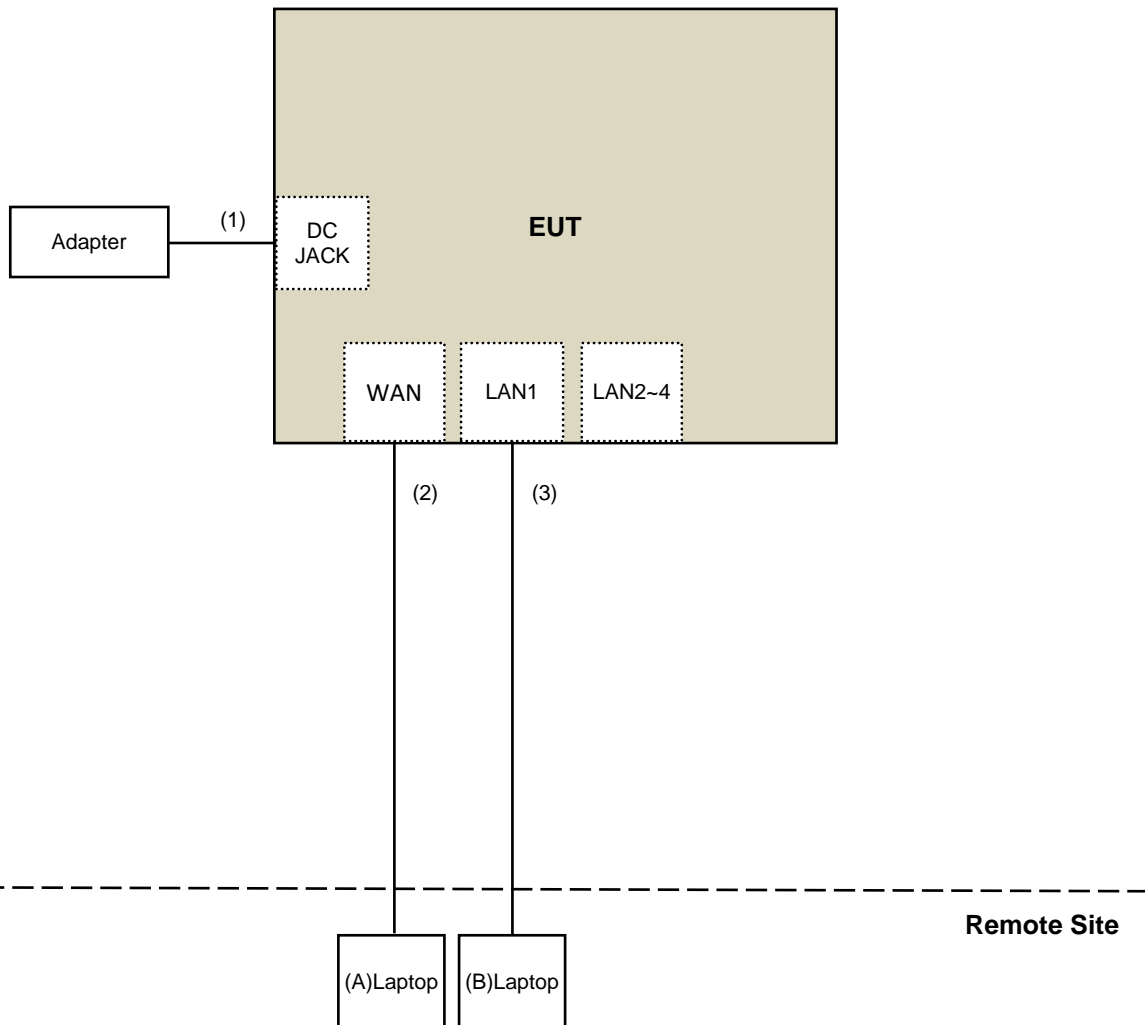 EUT
(1)
Adapter
DC
JACK
WAN
LAN1
LAN2~4
(2)
(3)
Remote Site
(A)Laptop
(B)Laptop